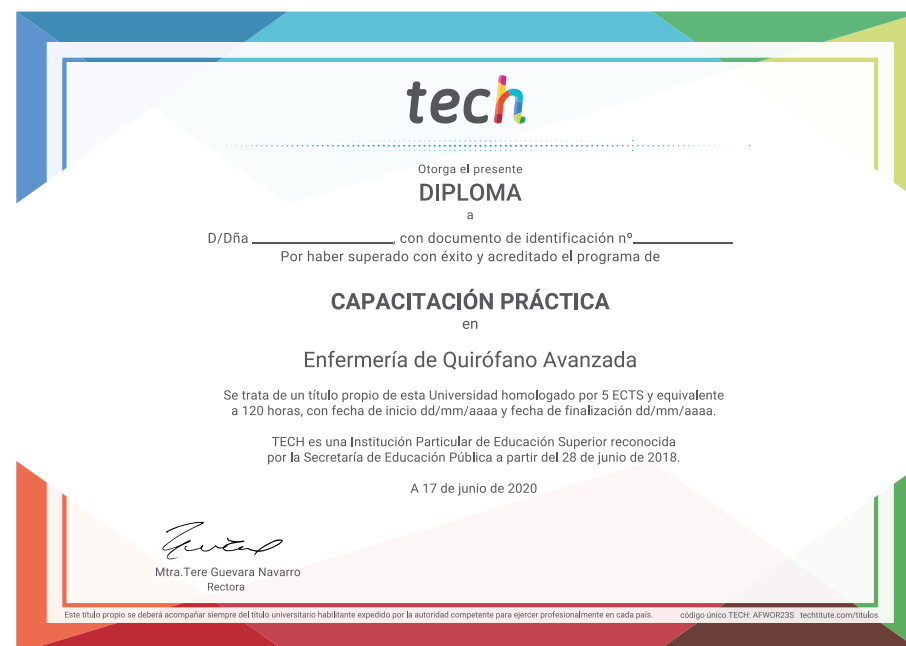 tech
Otorga el presente
DIPLOMA
a
D/Dña ____________________, con documento de identificación nº______________
Por haber superado con éxito y acreditado el programa de
CAPACITACIÓN PRÁCTICA
en
Enfermería de Quirófano Avanzada
Se trata de un título propio de esta Universidad homologado por 5 ECTS y equivalente
a 120 horas, con fecha de inicio dd/mm/aaaa y fecha de finalización dd/mm/aaaa.
TECH es una Institución Particular de Educación Superior reconocida
por la Secretaría de Educación Pública a partir del 28 de junio de 2018.
A 17 de junio de 2020
Mtra.Tere Guevara Navarro
Rectora
Este título propio se deberá acompañar siempre del título universitario habilitante expedido por la autoridad competente para ejercer profesionalmente en cada país. código único TECH: AFWOR23S techtitute.com/titulos